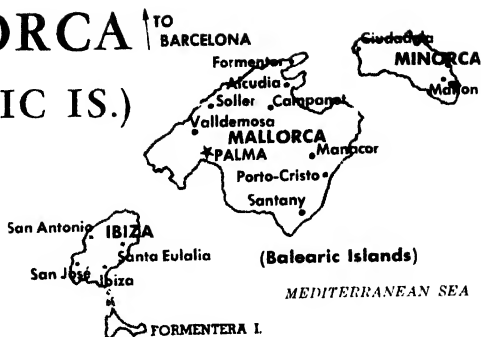 ORCA
TO
BARCELONA
IC IS.)
Ciudadela
MINORCA
Mahon
Formentor
Alcudia
Soller
Campanet
Valldemosa
MALLORCA
PALMA
Manacor
Porto-Cristo
Santany
San Antonio
IBIZA
Santa Eulalia
San José
Ibiza
(Balearic Islands)
MEDITERRANEAN SEA
FORMENTERA I.